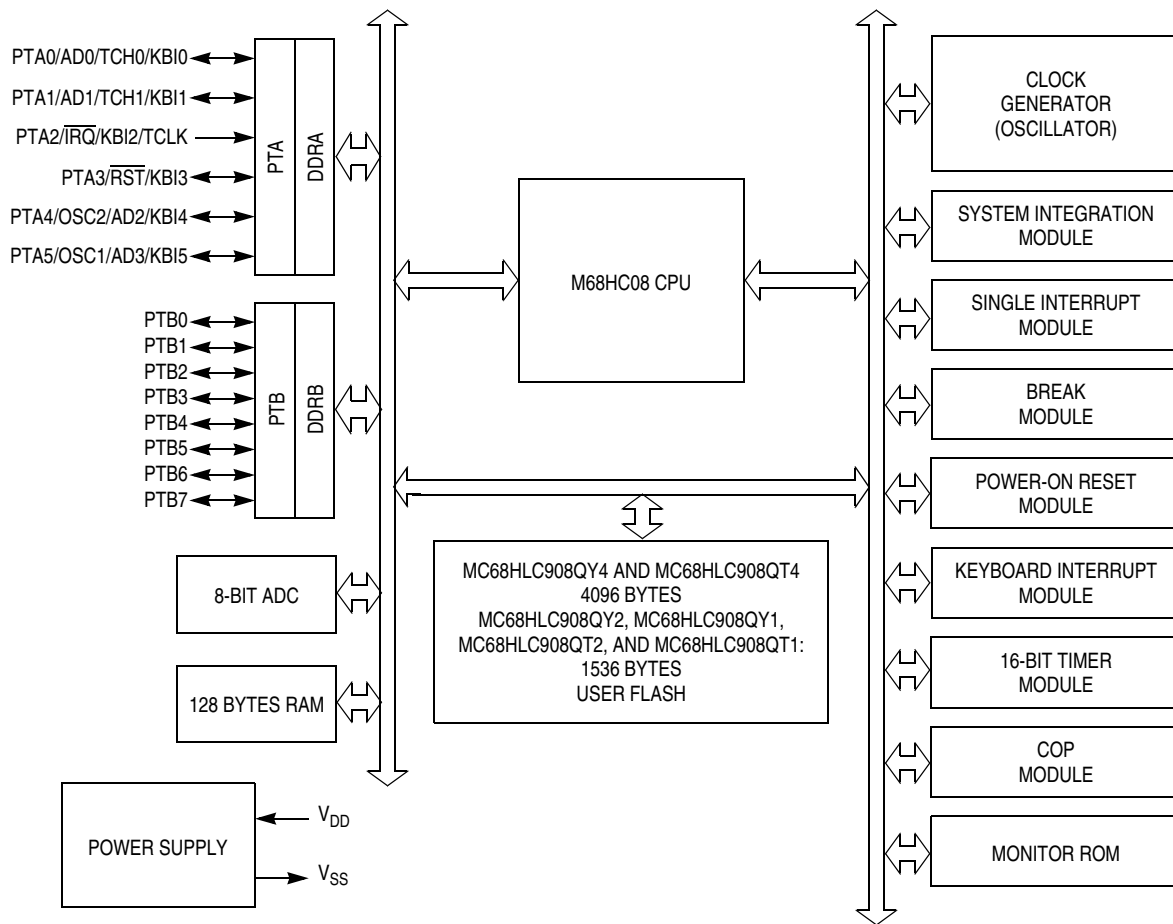 PTA0/AD0/TCH0/KBI0
PTA1/AD1/TCH1/KBI1
PTA2/IRQ/KBI2/TCLK
PTA3/RST/KBI3
PTA4/OSC2/AD2/KBI4
PTA5/OSC1/AD3/KBI5
PTA
DDRA
PTB0
PTB1
PTB2
PTB3
PTB4
PTB5
PTB6
PTB7
PTB
DDRB
8-BIT ADC
128 BYTES RAM
POWER SUPPLY
VDD
VSS
M68HC08 CPU
MC68HLC908QY4 AND MC68HLC908QT4
4096 BYTES
MC68HLC908QY2, MC68HLC908QY1,
MC68HLC908QT2, AND MC68HLC908QT1:
1536 BYTES
USER FLASH
CLOCK
GENERATOR
(OSCILLATOR)
SYSTEM INTEGRATION
MODULE
SINGLE INTERRUPT
MODULE
BREAK
MODULE
POWER-ON RESET
MODULE
KEYBOARD INTERRUPT
MODULE
16-BIT TIMER
MODULE
COP
MODULE
MONITOR ROM